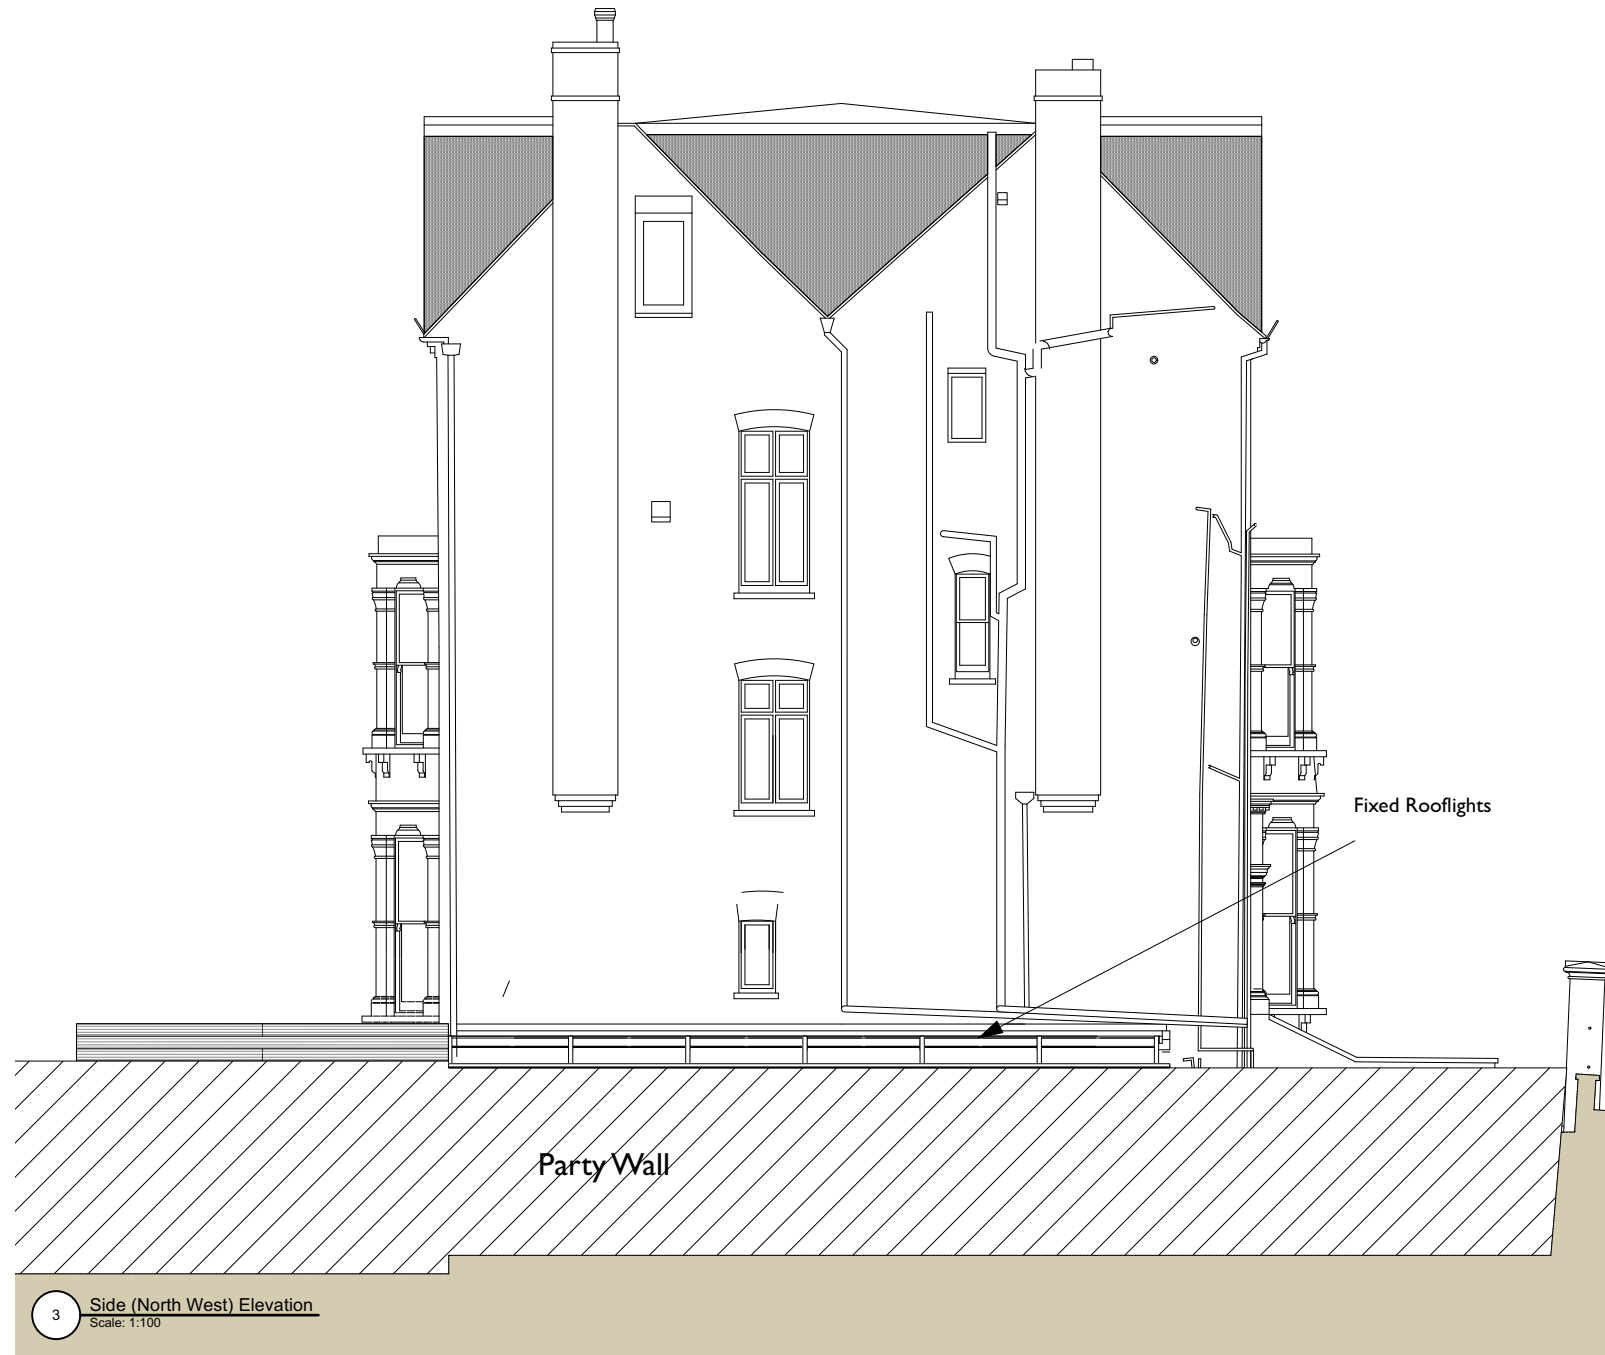 Fixed Rooflights
Party Wall
3
Side (North West) Elevation
Scale: 1:100